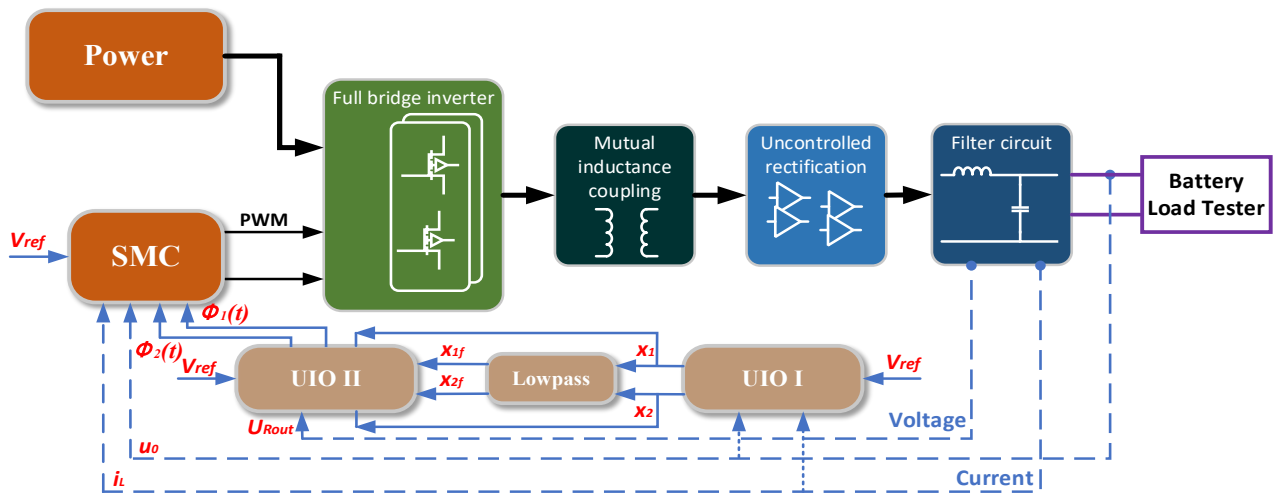 Power
Full bridge inverter
Mutual
inductance
coupling
Uncontrolled
rectification
Filter circuit
Battery
Load Tester
PWM
Vref
SMC
Φ1(t)
Φ2(t)
Vref
UIO II
x1f
x2f
Lowpass
x1
x2
UIO I
Vref
URout
Voltage
u0
iL
Current